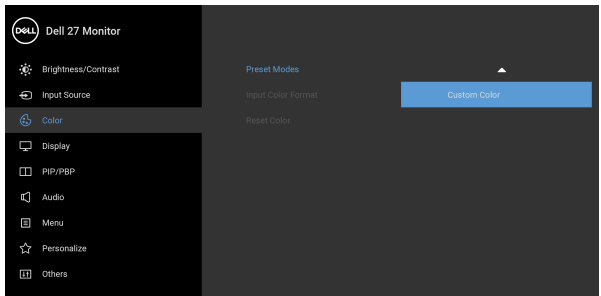 DELL
Dell 27 Monitor
Brightness/Contrast
Input Source
Color
Display
PIP/PBP
Audio
Menu
Personalize
Others
Preset Modes
Input Color Format
Reset Color
Custom Color